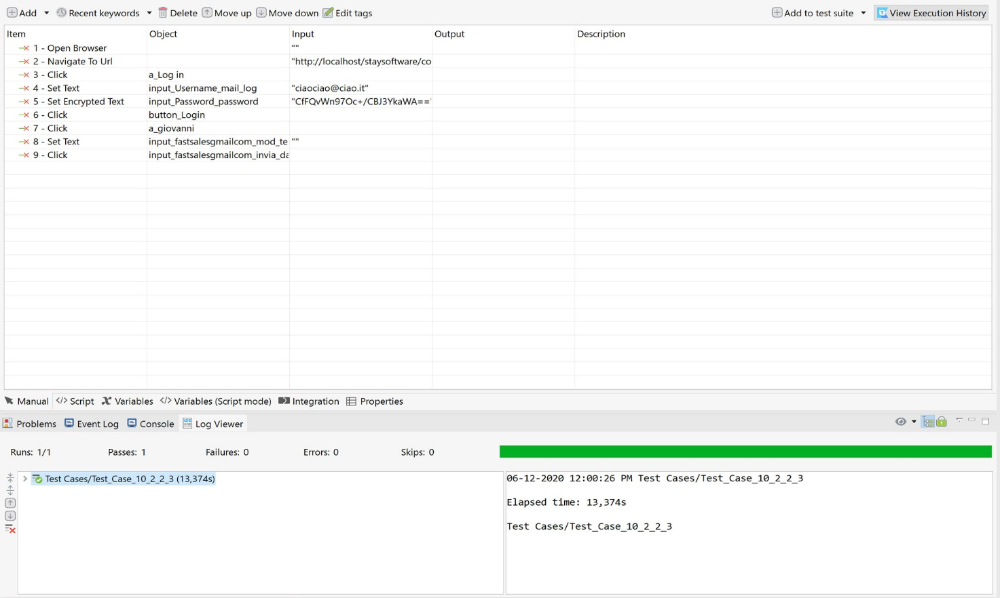 Add Recent keywords Delete Move up Move down Edit tags Add to test suite View Execution History
Item Object Input Output Description
1 - Open Browser ""
2 - Navigate To Url "http://localhost/staysoftware/co
3 - Click a_Log in
4 - Set Text input_Username_mail_log "ciaociao@ciao.it"
5 - Set Encrypted Text input_Password_password "CfFQvWn97Oc+/CBJ3YkaWA=="
6 - Click button_Login
7 - Click a_giovanni
8 - Set Text input_fastsalesgmailcom_mod_te ""
9 - Click input_fastsalesgmailcom_invia_da
Manual </> Script Variables </> Variables (Script mode) Integration Properties
Problems Event Log Console Log Viewer
Runs: 1/1 Passes: 1 Failures: 0 Errors: 0 Skips: 0
Test Cases/Test_Case_10_2_2_3 (13,374s)
06-12-2020 12:00:26 PM Test Cases/Test_Case_10_2_2_3
Elapsed time: 13,374s
Test Cases/Test_Case_10_2_2_3